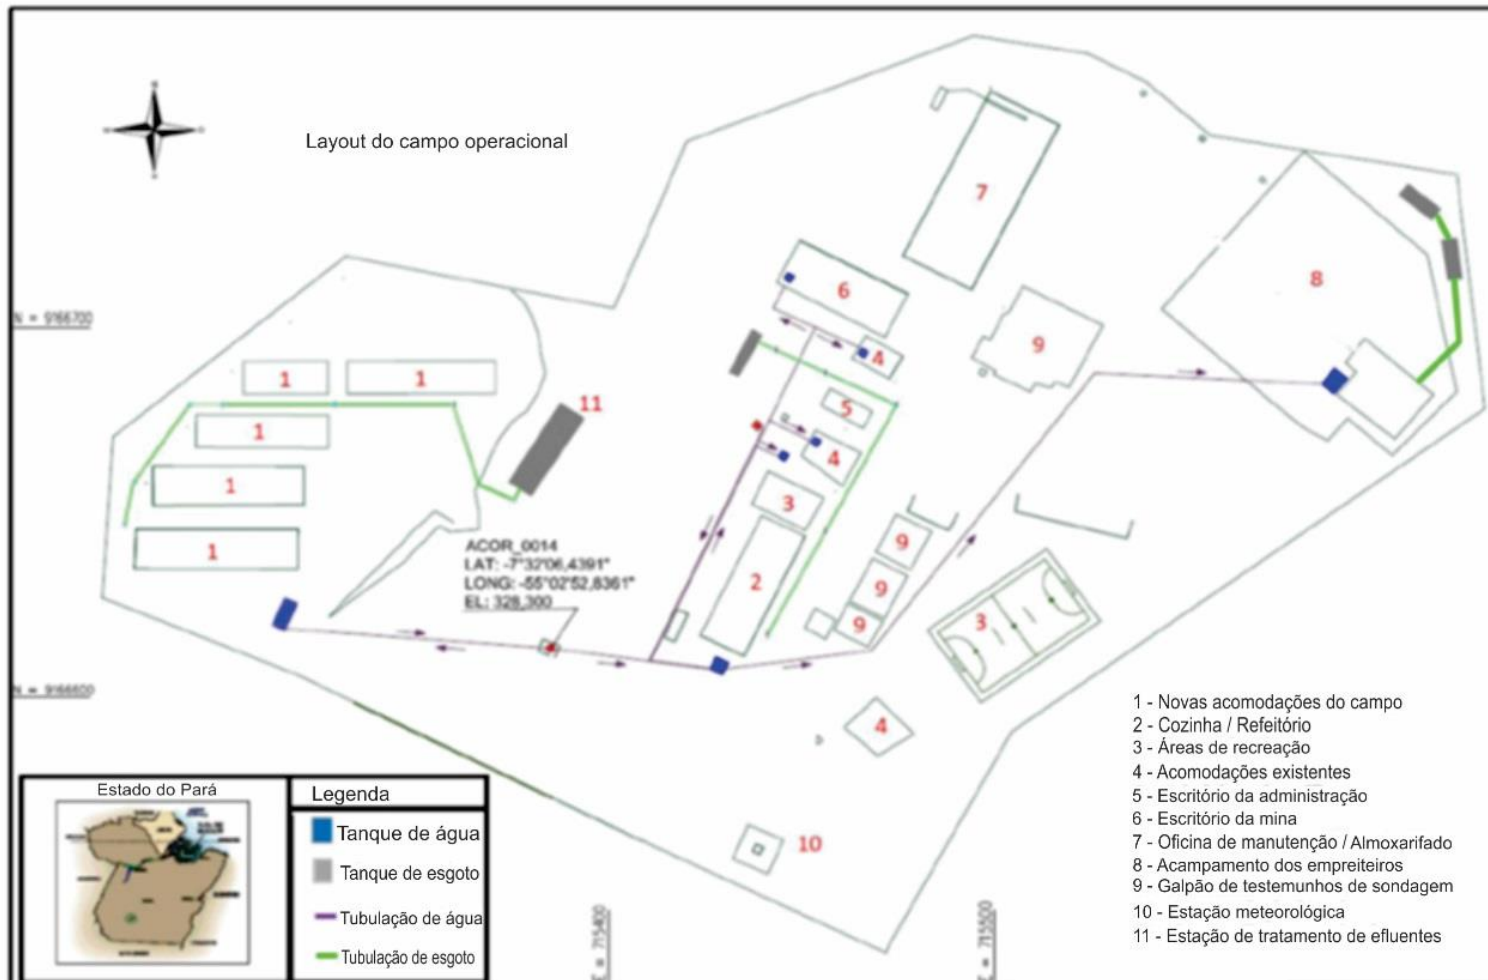 Layout do campo operacional
7
6
8
N = 9166700
9
4
1
1
11
5
1
4
1
3
ACOR_0014
LAT: -7°32'06,4391"
LONG: -55°02'52,8361"
EL: 328,300
1
9
2
9
9
3
N = 9166600
4
10
1 - Novas acomodações do campo
2 - Cozinha / Refeitório
3 - Áreas de recreação
4 - Acomodações existentes
5 - Escritório da administração
6 - Escritório da mina
7 - Oficina de manutenção / Almoxarifado
8 - Acampamento dos empreiteiros
9 - Galpão de testemunhos de sondagem
10 - Estação meteorológica
11 - Estação de tratamento de efluentes
Estado do Pará
Legenda
Tanque de água
Tanque de esgoto
Tubulação de água
Tubulação de esgoto
E = 715400
E = 715500